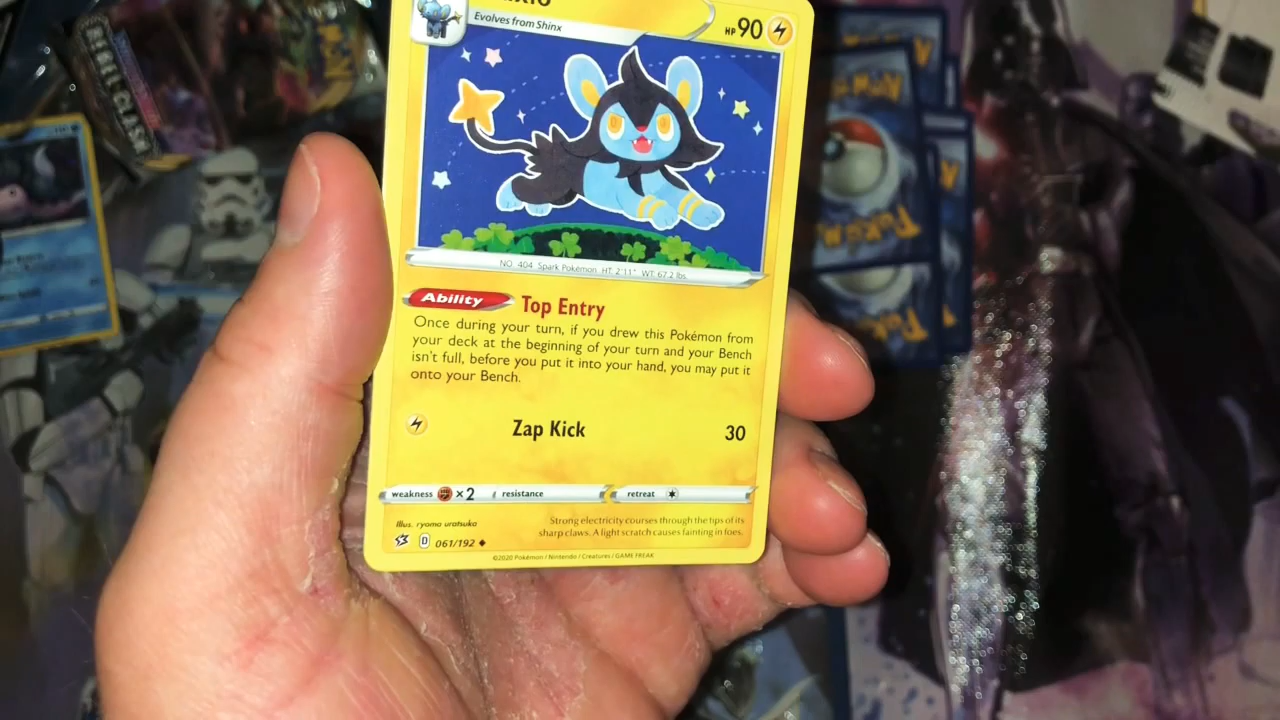 Evolves from Shinx
HP 90
NO. 404 Spark Pokémon HT: 2'11" WT: 67.2 lbs.
Ability Top Entry
Once during your turn, if you drew this Pokémon from
your deck at the beginning of your turn and your Bench
isn't full, before you put it into your hand, you may put it
onto your Bench.
Zap Kick 30
weakness ×2 resistance retreat
Illus. ryoma uratsuka
Strong electricity courses through the tips of its
sharp claws. A light scratch causes fainting in foes.
D 061/192
©2020 Pokémon / Nintendo / Creatures / GAME FREAK
REBEL CLASH